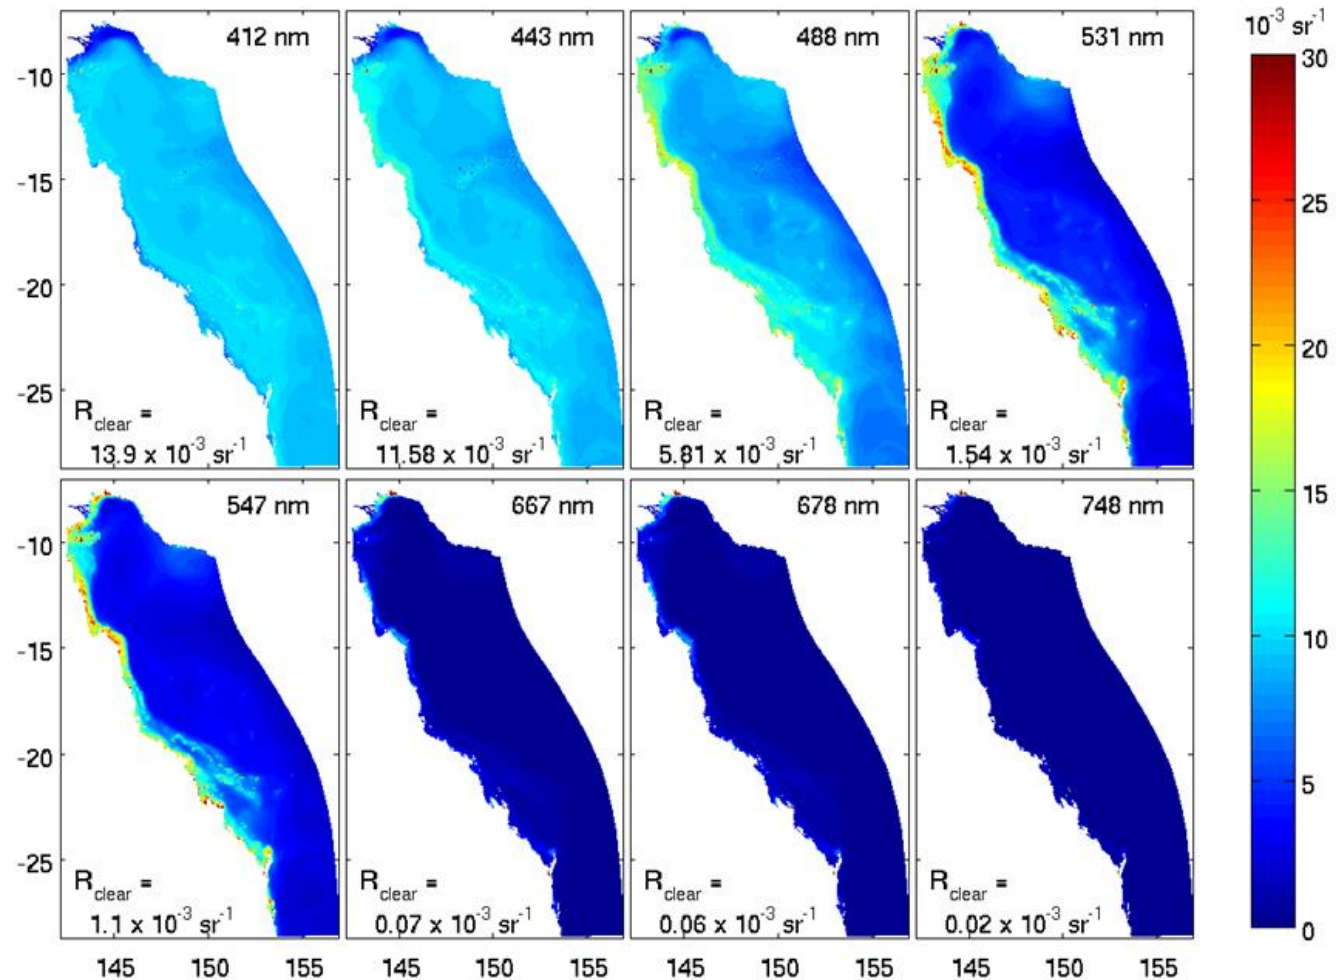 412 nm
443 nm
488 nm
531 nm
10⁻³ sr⁻¹
-10
-15
-20
-25
R_clear =
13.9 x 10⁻³ sr⁻¹
R_clear =
11.58 x 10⁻³ sr⁻¹
R_clear =
5.81 x 10⁻³ sr⁻¹
R_clear =
1.54 x 10⁻³ sr⁻¹
547 nm
667 nm
678 nm
748 nm
-10
-15
-20
-25
R_clear =
1.1 x 10⁻³ sr⁻¹
R_clear =
0.07 x 10⁻³ sr⁻¹
R_clear =
0.06 x 10⁻³ sr⁻¹
R_clear =
0.02 x 10⁻³ sr⁻¹
145 150 155
145 150 155
145 150 155
145 150 155
30
25
20
15
10
5
0